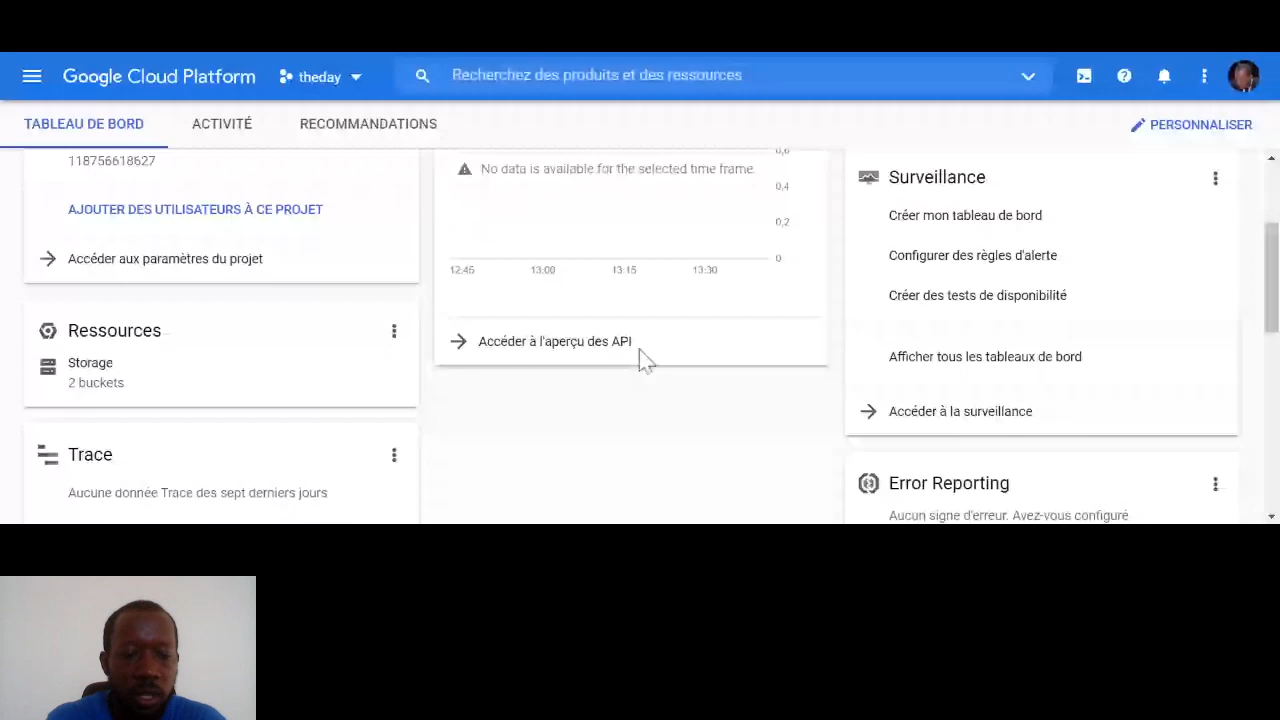 Google Cloud Platform
theday
Recherchez des produits et des ressources
TABLEAU DE BORD
ACTIVITÉ
RECOMMANDATIONS
PERSONNALISER
118756618627
AJOUTER DES UTILISATEURS À CE PROJET
Accéder aux paramètres du projet
Ressources
Storage
2 buckets
Trace
Aucune donnée Trace des sept derniers jours
0,6
No data is available for the selected time frame.
0,4
0,2
0
12:45
13:00
13:15
13:30
Accéder à l'aperçu des API
Surveillance
Créer mon tableau de bord
Configurer des règles d'alerte
Créer des tests de disponibilité
Afficher tous les tableaux de bord
Accéder à la surveillance
Error Reporting
Aucun signe d'erreur. Avez-vous configuré